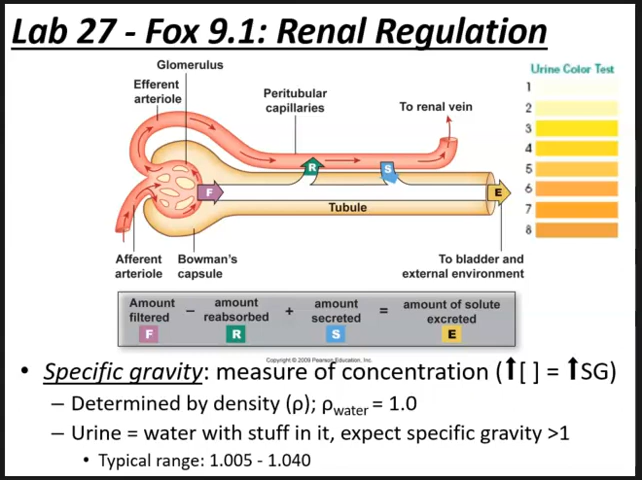 Lab 27 - Fox 9.1: Renal Regulation
Glomerulus
Efferent
arteriole
Peritubular
capillaries
To renal vein
Urine Color Test
1
2
3
4
5
6
7
8
R
S
F
E
Tubule
Afferent
arteriole
Bowman's
capsule
To bladder and
external environment
Amount
filtered
F
−
amount
reabsorbed
R
+
amount
secreted
S
=
amount of solute
excreted
E
Copyright © 2009 Pearson Education, Inc.
• Specific gravity: measure of concentration (⬆[ ] = ⬆SG)
– Determined by density (ρ); ρwater = 1.0
– Urine = water with stuff in it, expect specific gravity >1
• Typical range: 1.005 - 1.040